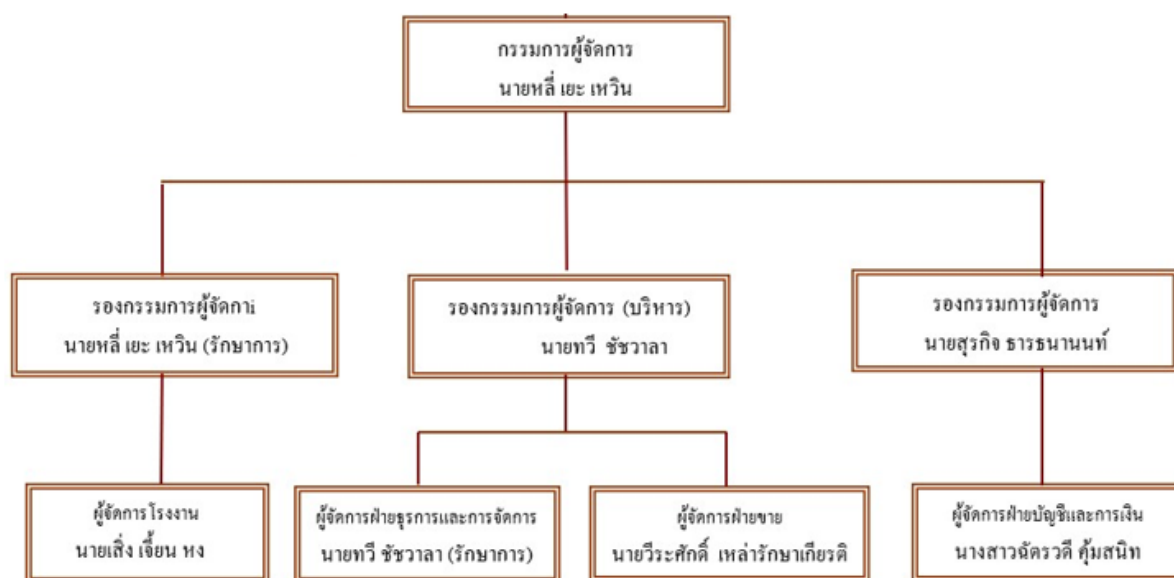 กรรมการผู้จัดการ
นายหลี่ เยะ เหวิน
รองกรรมการผู้จัดการ
นายหลี่ เยะ เหวิน (รักษาการ)
รองกรรมการผู้จัดการ (บริหาร)
นายทวี ชัชวาลา
รองกรรมการผู้จัดการ
นายสุรกิจ ธารธนานนท์
ผู้จัดการโรงงาน
นายเสิ่ง เจี้ยน หง
ผู้จัดการฝ่ายธุรการและการจัดการ
นายทวี ชัชวาลา (รักษาการ)
ผู้จัดการฝ่ายขาย
นายวีระศักดิ์ เหล่ารักษาเกียรติ
ผู้จัดการฝ่ายบัญชีและการเงิน
นางสาวฉัตรวดี คุ้มสนิท